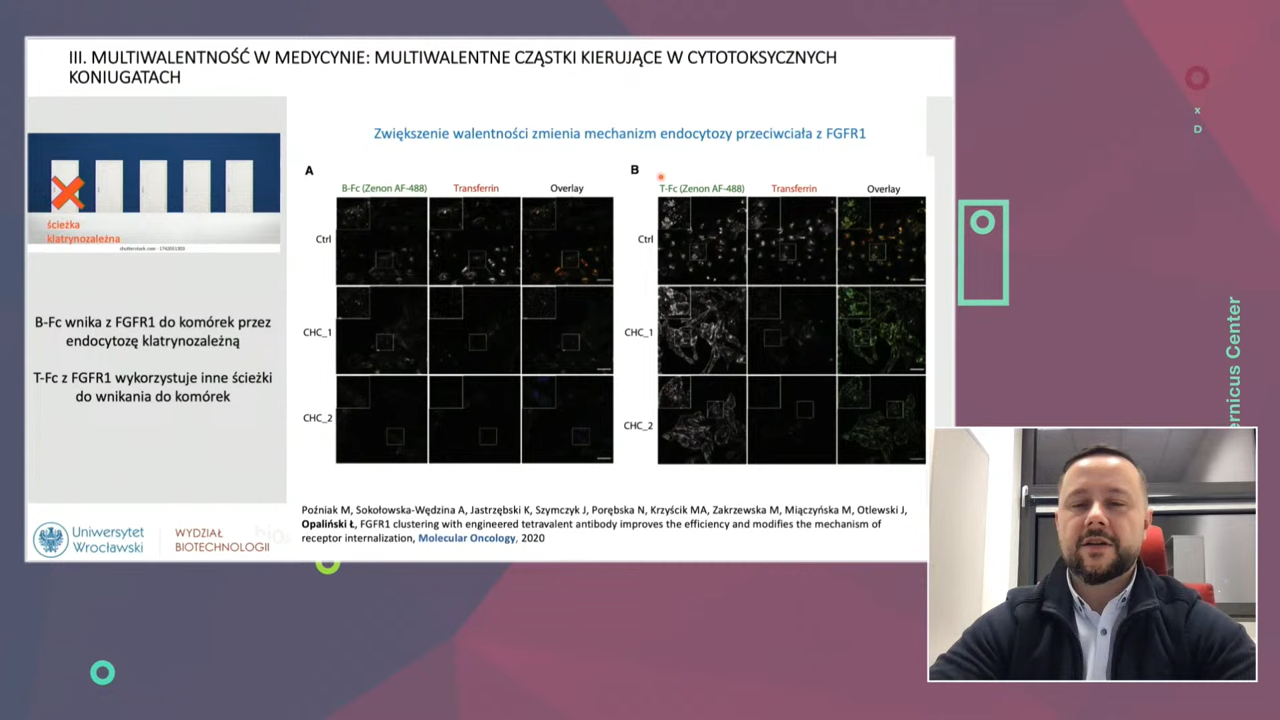 III. MULTIWALENTNOŚĆ W MEDYCYNIE: MULTIWALENTNE CZĄSTKI KIERUJĄCE W CYTOTOKSYCZNYCH
KONIUGATACH
Zwiększenie walentności zmienia mechanizm endocytozy przeciwciała z FGFR1
ścieżka
klatrynozależna
shutterstock.com · 1742001303
B-Fc wnika z FGFR1 do komórek przez
endocytozę klatrynozależną
T-Fc z FGFR1 wykorzystuje inne ścieżki
do wnikania do komórek
A
B-Fc (Zenon AF-488) Transferrin Overlay
Ctrl
CHC_1
CHC_2
B
T-Fc (Zenon AF-488) Transferrin Overlay
Ctrl
CHC_1
CHC_2
Poźniak M, Sokołowska-Wędzina A, Jastrzębski K, Szymczyk J, Porębska N, Krzyścik MA, Zakrzewska M, Miączyńska M, Otlewski J,
Opaliński Ł, FGFR1 clustering with engineered tetravalent antibody improves the efficiency and modifies the mechanism of
receptor internalization, Molecular Oncology, 2020
Uniwersytet
Wrocławski
WYDZIAŁ
BIOTECHNOLOGII
x
D
Center